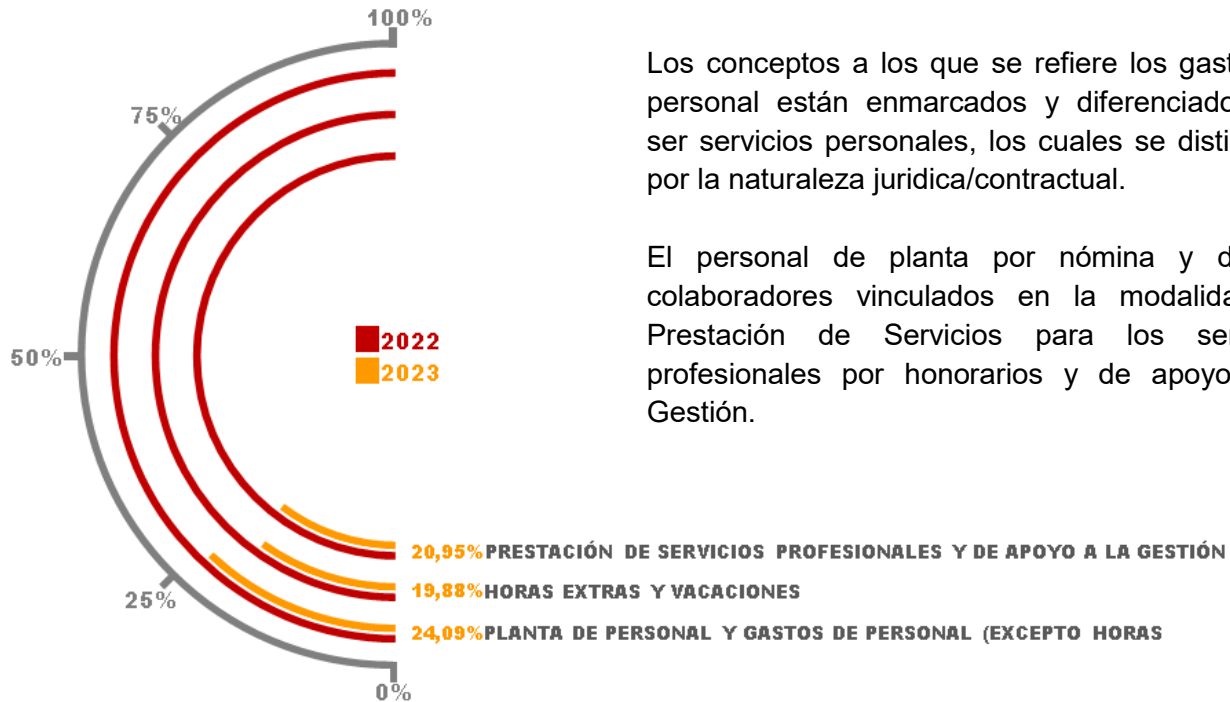 100%
75%
50%
25%
0%
2022
2023
20,95% PRESTACIÓN DE SERVICIOS PROFESIONALES Y DE APOYO A LA GESTIÓN
19,88% HORAS EXTRAS Y VACACIONES
24,09% PLANTA DE PERSONAL Y GASTOS DE PERSONAL (EXCEPTO HORAS
Los conceptos a los que se refiere los gast
personal están enmarcados y diferenciado
ser servicios personales, los cuales se disti
por la naturaleza juridica/contractual.
El personal de planta por nómina y d
colaboradores vinculados en la modalida
Prestación de Servicios para los ser
profesionales por honorarios y de apoyo
Gestión.